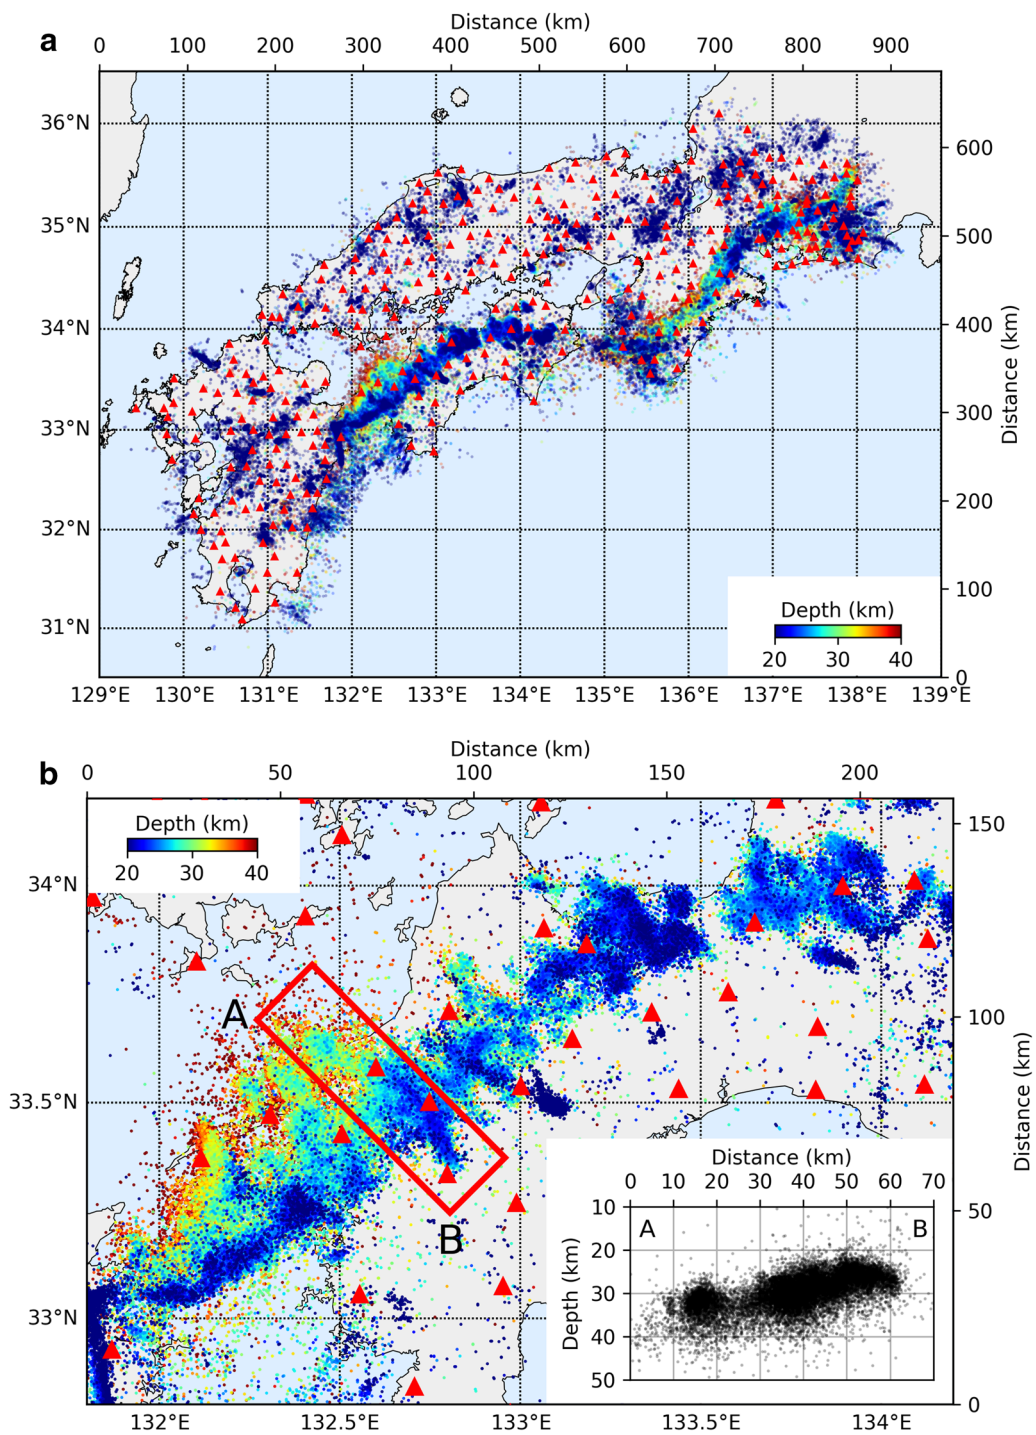 a
Distance (km)
0 100 200 300 400 500 600 700 800 900
36°N
35°N
34°N
33°N
32°N
31°N
600
500
400
300
200
100
0
Distance (km)
Depth (km)
20 30 40
129°E 130°E 131°E 132°E 133°E 134°E 135°E 136°E 137°E 138°E 139°E
b
Distance (km)
0 50 100 150 200
Depth (km)
20 30 40
34°N
33.5°N
33°N
150
100
50
0
Distance (km)
A
B
Distance (km)
0 10 20 30 40 50 60 70
10
20
30
40
50
Depth (km)
A B
132°E 132.5°E 133°E 133.5°E 134°E